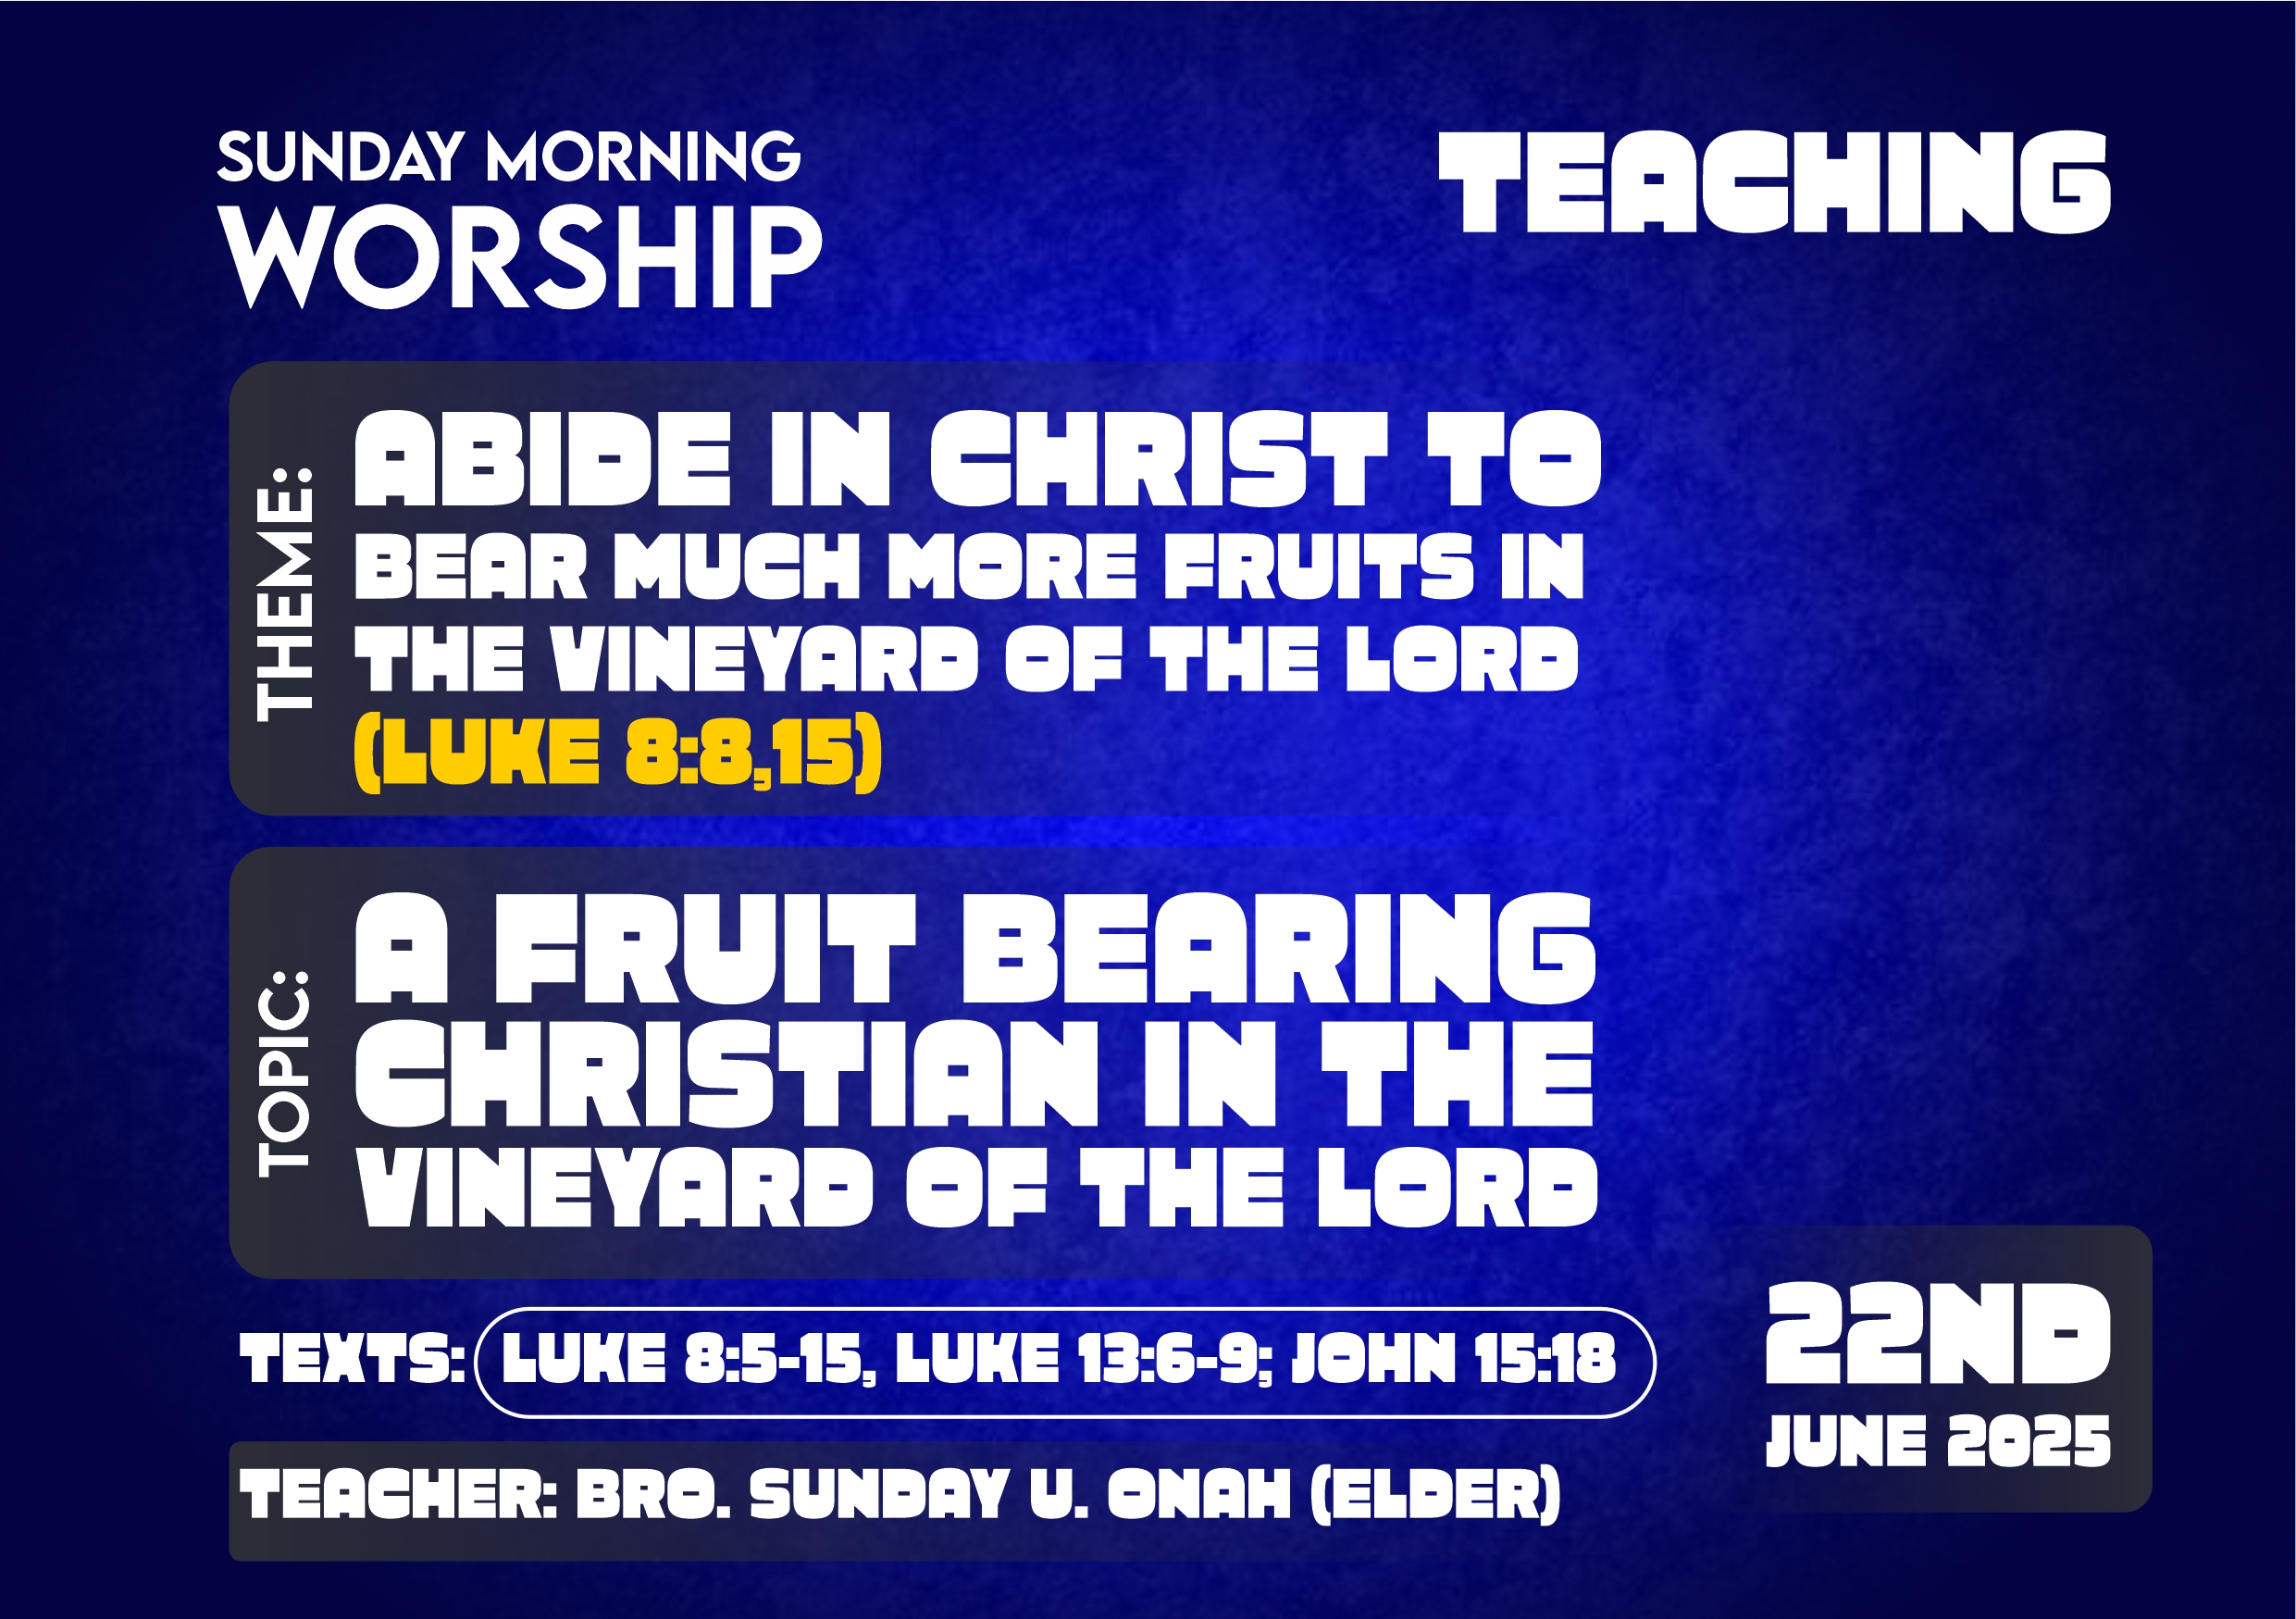 SUNDAY MORNING
WORSHIP
TEACHING
THEME:
ABIDE IN CHRIST TO
BEAR MUCH MORE FRUITS IN
THE VINEYARD OF THE LORD
(LUKE 8:8,15)
TOPIC:
A FRUIT BEARING
CHRISTIAN IN THE
VINEYARD OF THE LORD
TEXTS: LUKE 8:5-15, LUKE 13:6-9; JOHN 15:18
TEACHER: BRO. SUNDAY U. ONAH (ELDER)
22ND
JUNE 2025